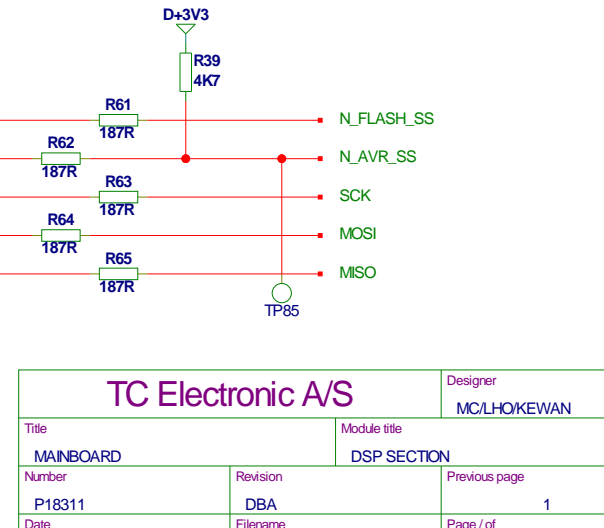 D+3V3
R39
4K7
R61
187R
N_FLASH_SS
R62
187R
N_AVR_SS
R63
187R
SCK
R64
187R
MOSI
R65
187R
MISO
TP85
TC Electronic A/S
Designer
MC/LHO/KEWAN
Title
Module title
MAINBOARD
DSP SECTION
Number
Revision
Previous page
P18311
DBA
1
Date
Filename
Page / of